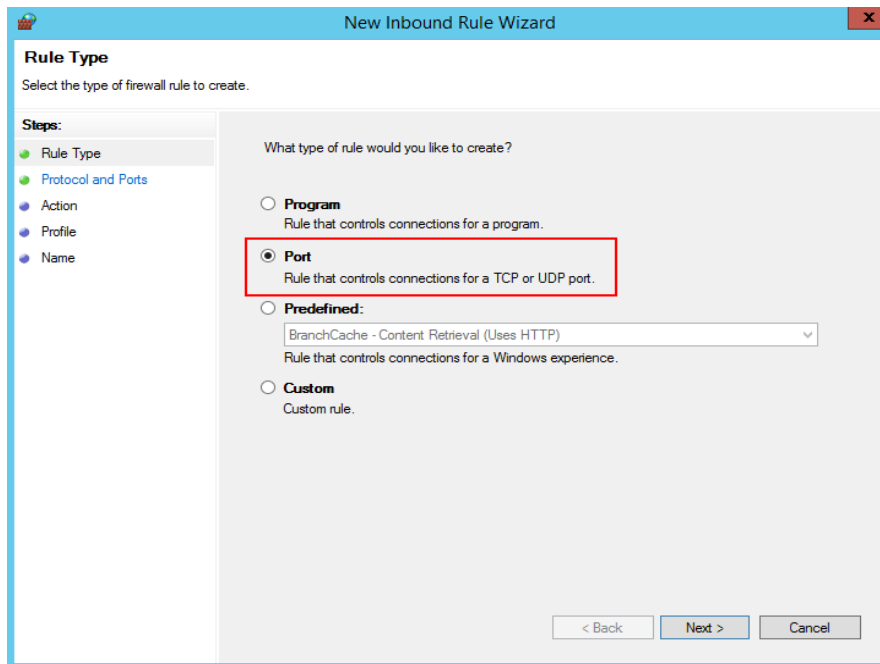 New Inbound Rule Wizard
x
Rule Type
Select the type of firewall rule to create.
Steps:
Rule Type
Protocol and Ports
Action
Profile
Name
What type of rule would you like to create?
Program
Rule that controls connections for a program.
Port
Rule that controls connections for a TCP or UDP port.
Predefined:
BranchCache - Content Retrieval (Uses HTTP)
Rule that controls connections for a Windows experience.
Custom
Custom rule.
< Back
Next >
Cancel